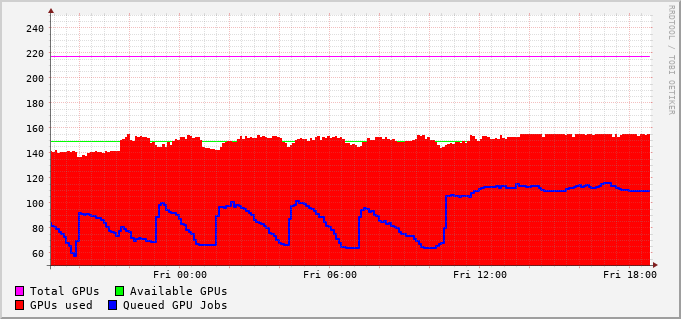 RRDTOOL / TOBI OETIKER
240
220
200
180
160
140
120
100
80
60
Fri 00:00 Fri 06:00 Fri 12:00 Fri 18:00
Total GPUs Available GPUs
GPUs used Queued GPU Jobs